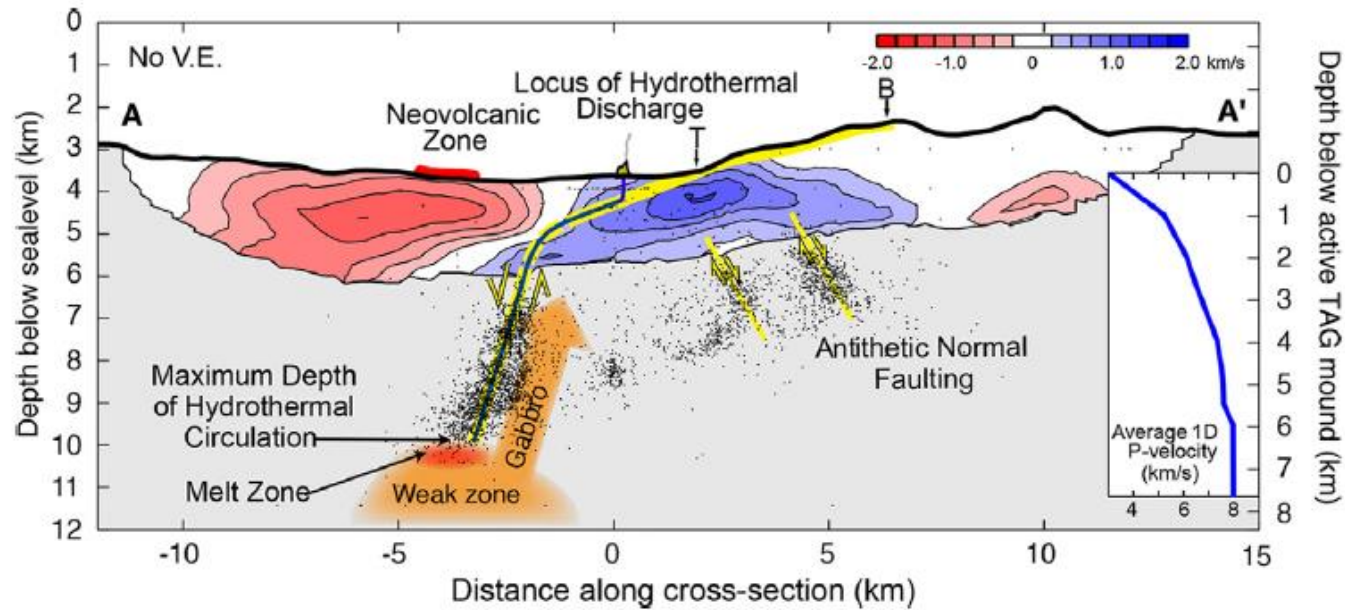 No V.E.
-2.0 -1.0 0 1.0 2.0 km/s
A
Neovolcanic
Zone
Locus of Hydrothermal
Discharge
T
B
A'
Depth below sealevel (km)
0
1
2
3
4
5
6
7
8
9
10
11
12
Maximum Depth
of Hydrothermal
Circulation
Melt Zone
Weak zone
Gabbro
Antithetic Normal
Faulting
Average 1D
P-velocity
(km/s)
4 6 8
0
1
2
3
4
5
6
7
8
Depth below active TAG mound (km)
-10 -5 0 5 10 15
Distance along cross-section (km)